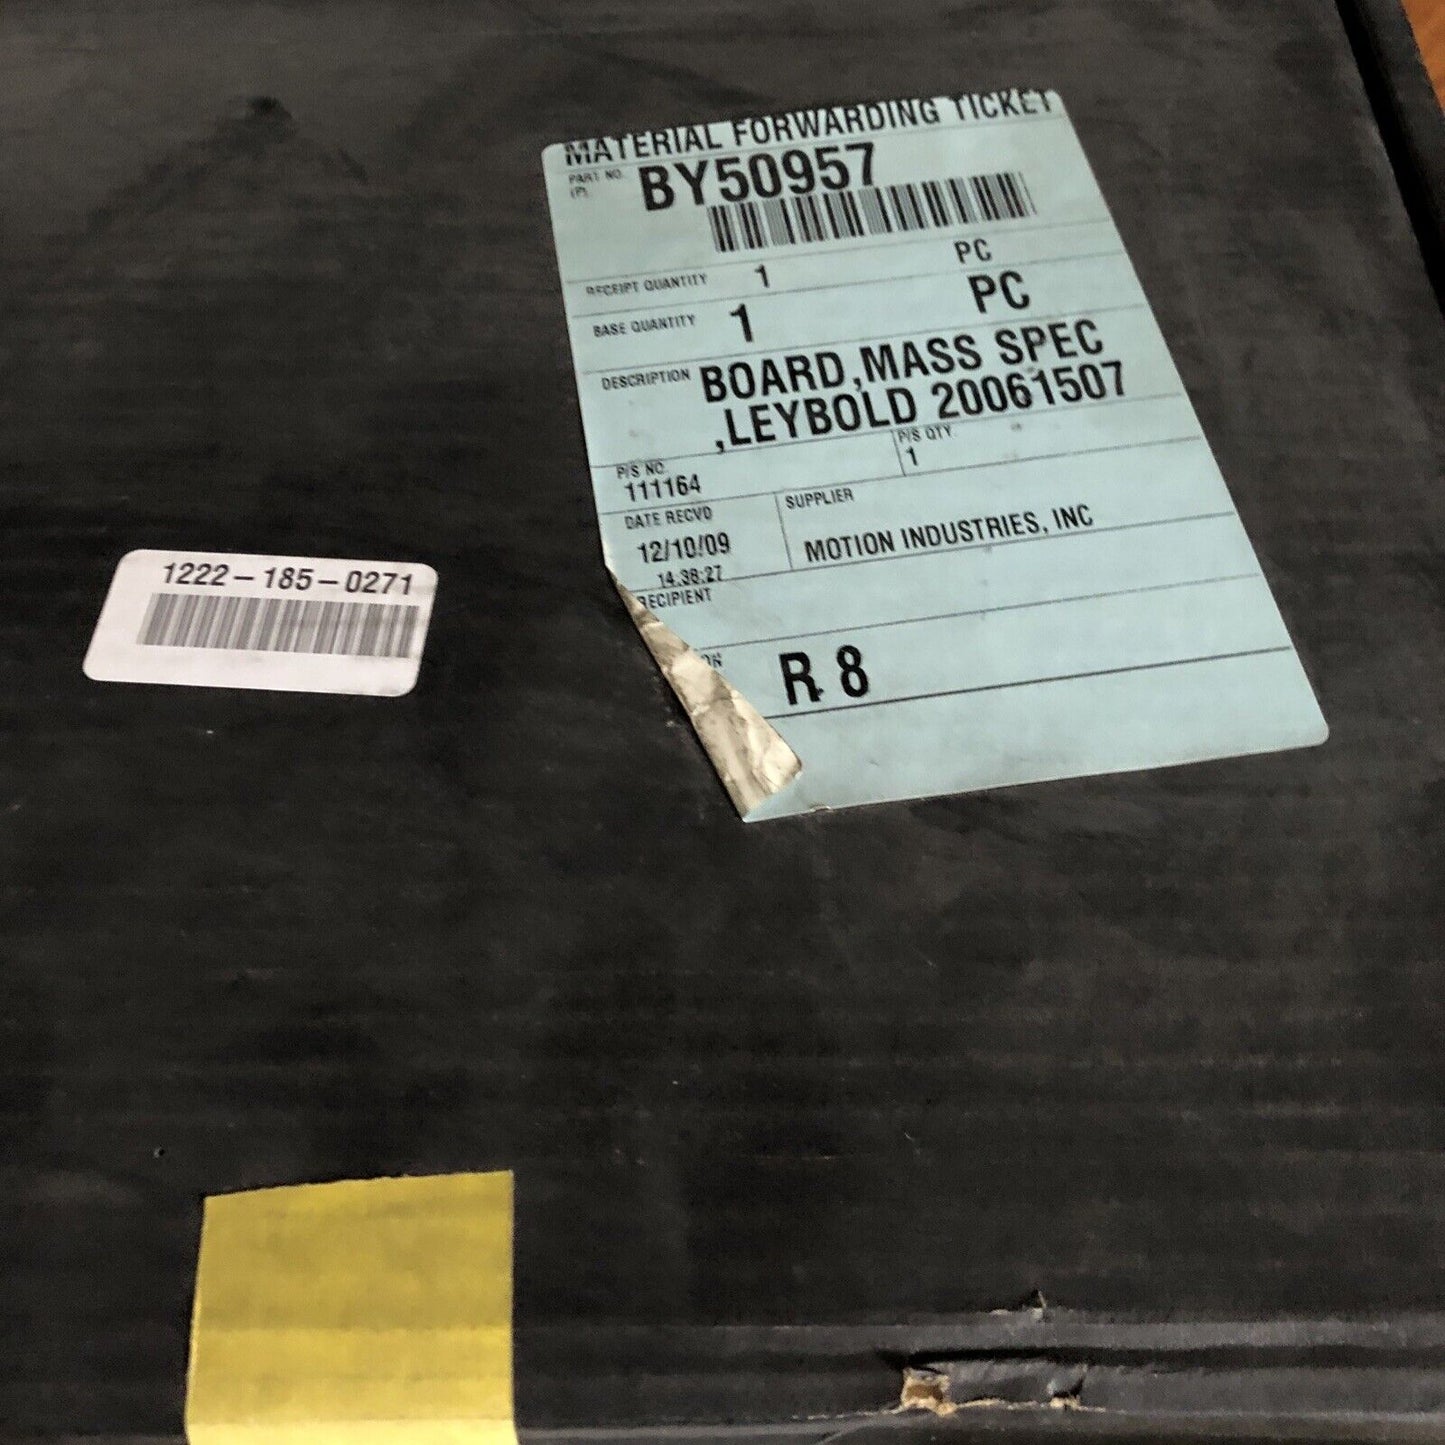 MATERIAL FORWARDING TICKET
PART NO. BY50957
(P)
RECEIPT QUANTITY 1 PC
BASE QUANTITY 1 PC
DESCRIPTION BOARD,MASS SPEC
,LEYBOLD 20061507
P/S NO. P/S QTY
111164 1
DATE RECVD SUPPLIER
12/10/09 MOTION INDUSTRIES, INC
14:38:27
RECIPIENT
R 8
1222-185-0271